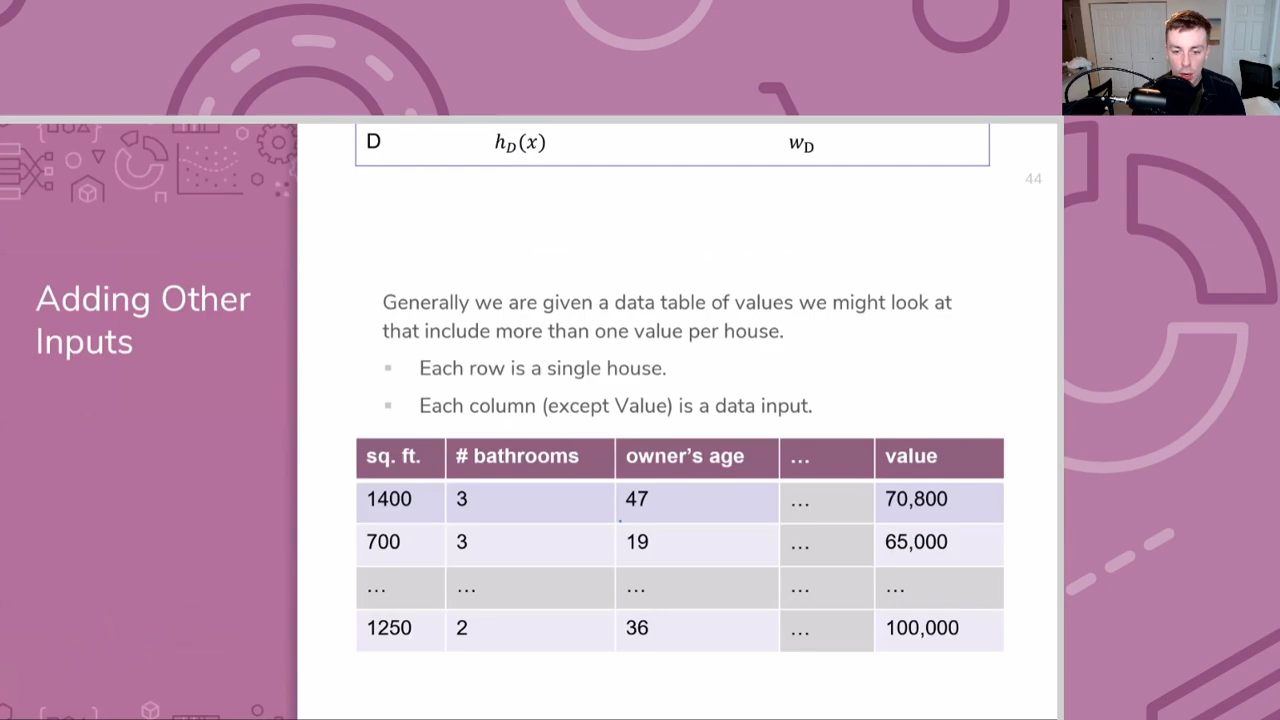 D h_D(x) w_D
44
Adding Other
Inputs
Generally we are given a data table of values we might look at
that include more than one value per house.
▪ Each row is a single house.
▪ Each column (except Value) is a data input.
sq. ft. # bathrooms owner's age … value
1400 3 47 … 70,800
700 3 19 … 65,000
… … … … …
1250 2 36 … 100,000